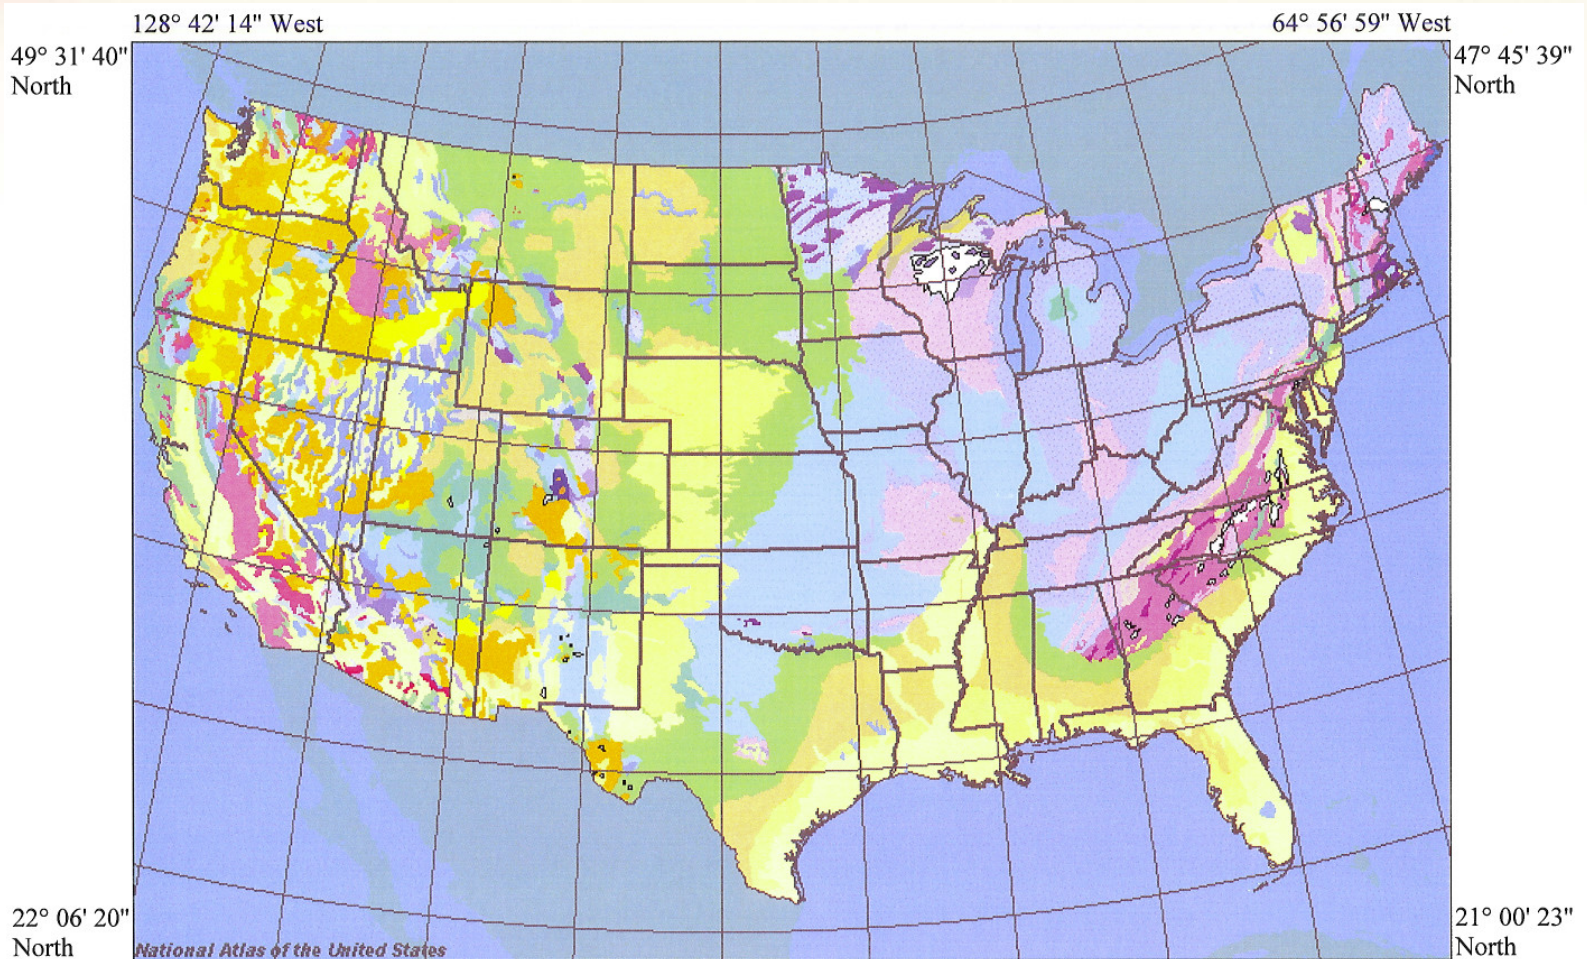 128° 42' 14" West
64° 56' 59" West
49° 31' 40"
North
47° 45' 39"
North
22° 06' 20"
North
21° 00' 23"
North
National Atlas of the United States